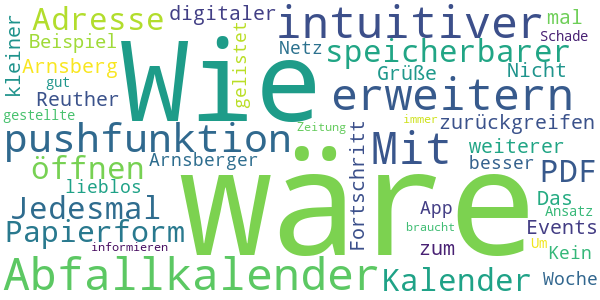 Adresse
digitaler
intuitiver
mal
Schade
kleiner
Beispiel
gelistet
Netz
speicherbarer
Arnsberg
Wie
Grüße
Nicht
gut
Reuther
erweitern
gestellte
Zeitung
immer
zurückgreifen
pushfunktion
Mit
weiterer
öffnen
Arnsberger
Fortschritt
besser
PDF
lieblos
wäre
Das
Jedesmal
App
Ansatz
Papierform
zum
braucht
Events
informieren
Um
Kein
Abfallkalender
Kalender
Woche